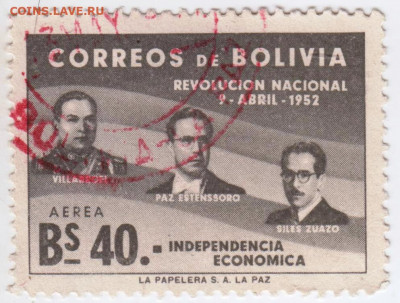 СОИНS.LAVE.RU
CORREOS DE BOLIVIA
REVOLUCION NACIONAL
9 - ABRIL - 1952
PAZ ESTENSSORO
SILES ZUAZO
AEREA
Bs 40.-
INDEPENDENCIA
ECONOMICA
LA PAPELERA S. A. LA PAZ